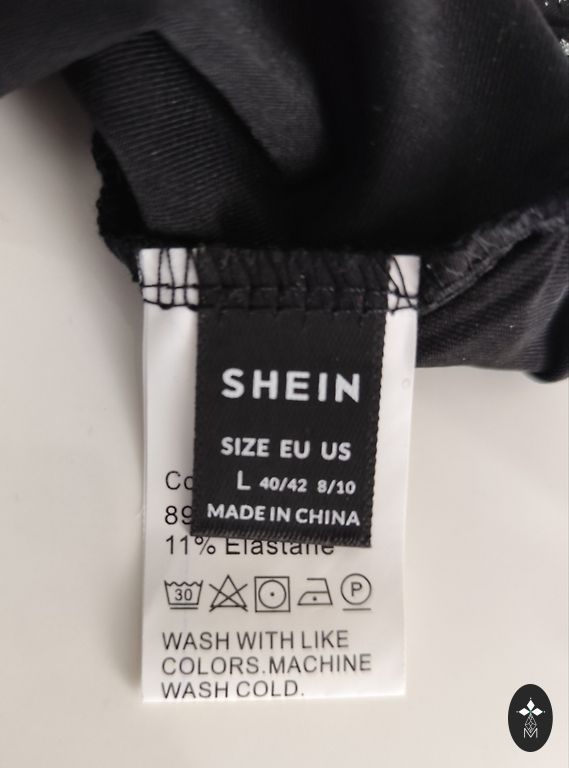 SHEIN
SIZE EU US
L 40/42 8/10
MADE IN CHINA
11% Elastane
30
P
WASH WITH LIKE
COLORS.MACHINE
WASH COLD.
M